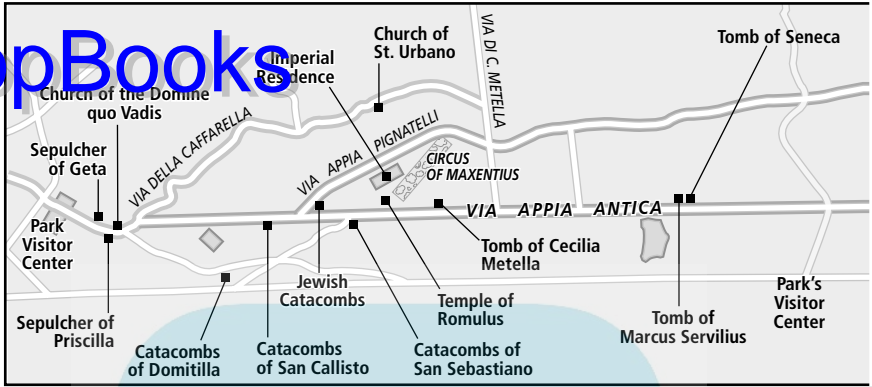 opBooks
Church of
St. Urbano
VIA DI C. METELLA
Tomb of Seneca
Imperial
Residence
Church of the Domine
quo Vadis
Sepulcher
of Geta
VIA DELLA CAFFARELLA
VIA APPIA PIGNATELLI
CIRCUS
OF MAXENTIUS
VIA APPIA ANTICA
Park
Visitor
Center
Tomb of Cecilia
Metella
Jewish
Catacombs
Temple of
Romulus
Park's
Visitor
Center
Sepulcher of
Priscilla
Tomb of
Marcus Servilius
Catacombs
of Domitilla
Catacombs
of San Callisto
Catacombs of
San Sebastiano